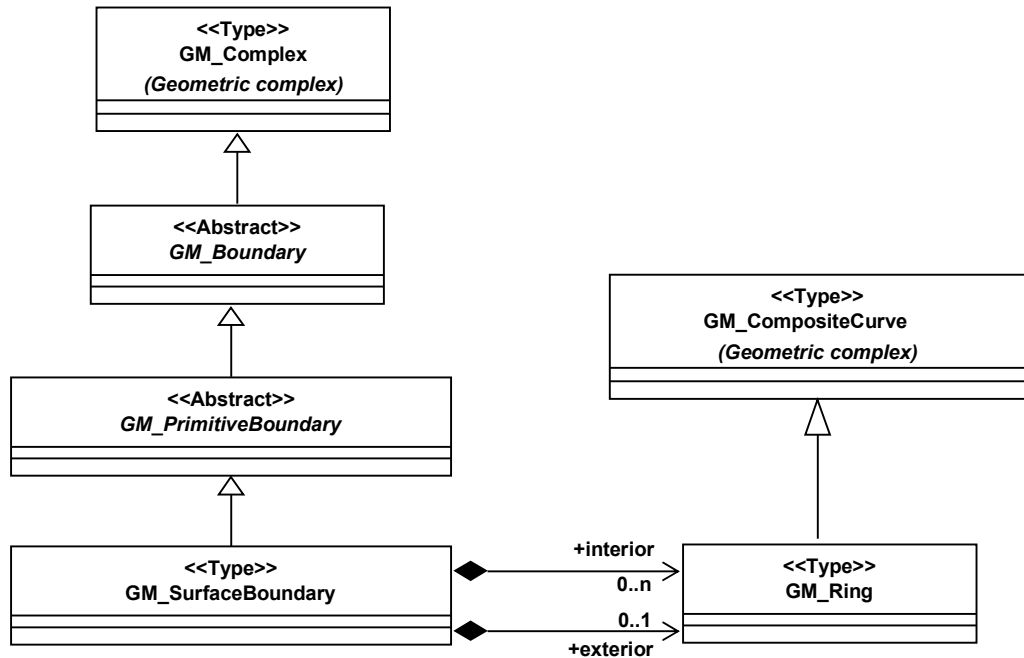 <<Type>>
GM_Complex
(Geometric complex)
<<Abstract>>
GM_Boundary
<<Type>>
GM_CompositeCurve
(Geometric complex)
<<Abstract>>
GM_PrimitiveBoundary
<<Type>>
GM_SurfaceBoundary
+interior
0..n
0..1
+exterior
<<Type>>
GM_Ring